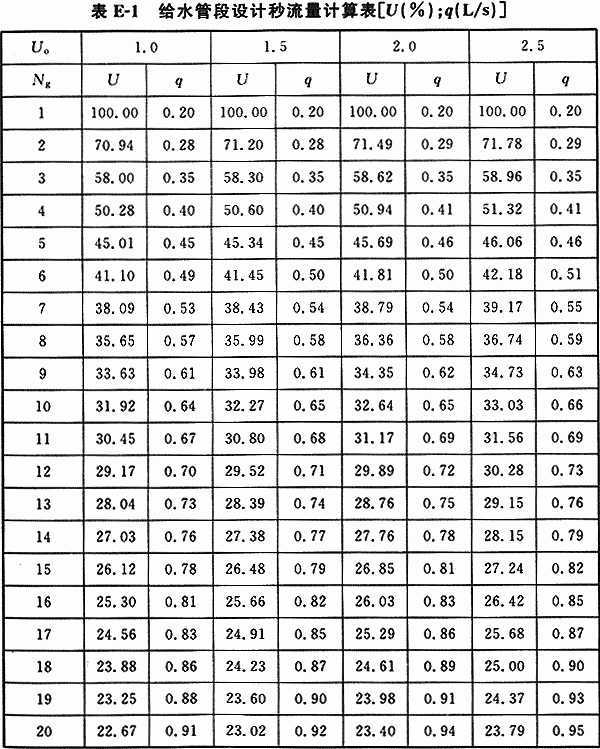 表 E-1 给水管段设计秒流量计算表[U(%);q(L/s)]
U₀ 1.0 1.5 2.0 2.5
Ng U q U q U q U q
1 100.00 0.20 100.00 0.20 100.00 0.20 100.00 0.20
2 70.94 0.28 71.20 0.28 71.49 0.29 71.78 0.29
3 58.00 0.35 58.30 0.35 58.62 0.35 58.96 0.35
4 50.28 0.40 50.60 0.40 50.94 0.41 51.32 0.41
5 45.01 0.45 45.34 0.45 45.69 0.46 46.06 0.46
6 41.10 0.49 41.45 0.50 41.81 0.50 42.18 0.51
7 38.09 0.53 38.43 0.54 38.79 0.54 39.17 0.55
8 35.65 0.57 35.99 0.58 36.36 0.58 36.74 0.59
9 33.63 0.61 33.98 0.61 34.35 0.62 34.73 0.63
10 31.92 0.64 32.27 0.65 32.64 0.65 33.03 0.66
11 30.45 0.67 30.80 0.68 31.17 0.69 31.56 0.69
12 29.17 0.70 29.52 0.71 29.89 0.72 30.28 0.73
13 28.04 0.73 28.39 0.74 28.76 0.75 29.15 0.76
14 27.03 0.76 27.38 0.77 27.76 0.78 28.15 0.79
15 26.12 0.78 26.48 0.79 26.85 0.81 27.24 0.82
16 25.30 0.81 25.66 0.82 26.03 0.83 26.42 0.85
17 24.56 0.83 24.91 0.85 25.29 0.86 25.68 0.87
18 23.88 0.86 24.23 0.87 24.61 0.89 25.00 0.90
19 23.25 0.88 23.60 0.90 23.98 0.91 24.37 0.93
20 22.67 0.91 23.02 0.92 23.40 0.94 23.79 0.95